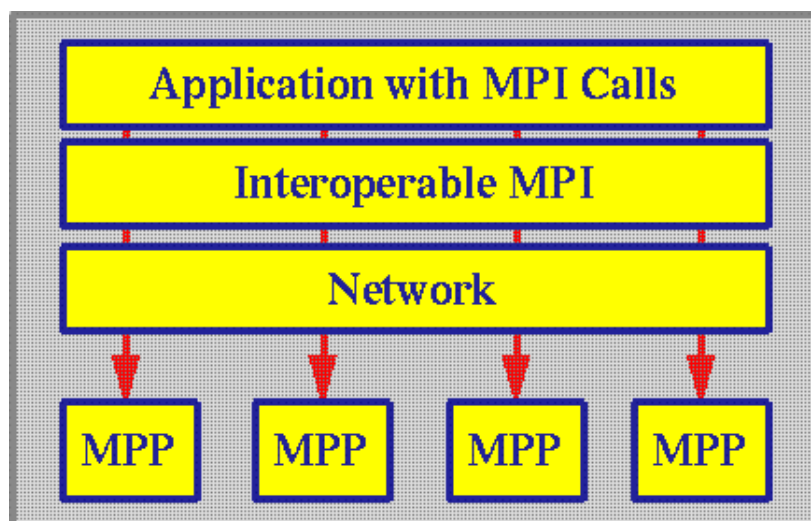 Application with MPI Calls
Interoperable MPI
Network
MPP MPP MPP MPP